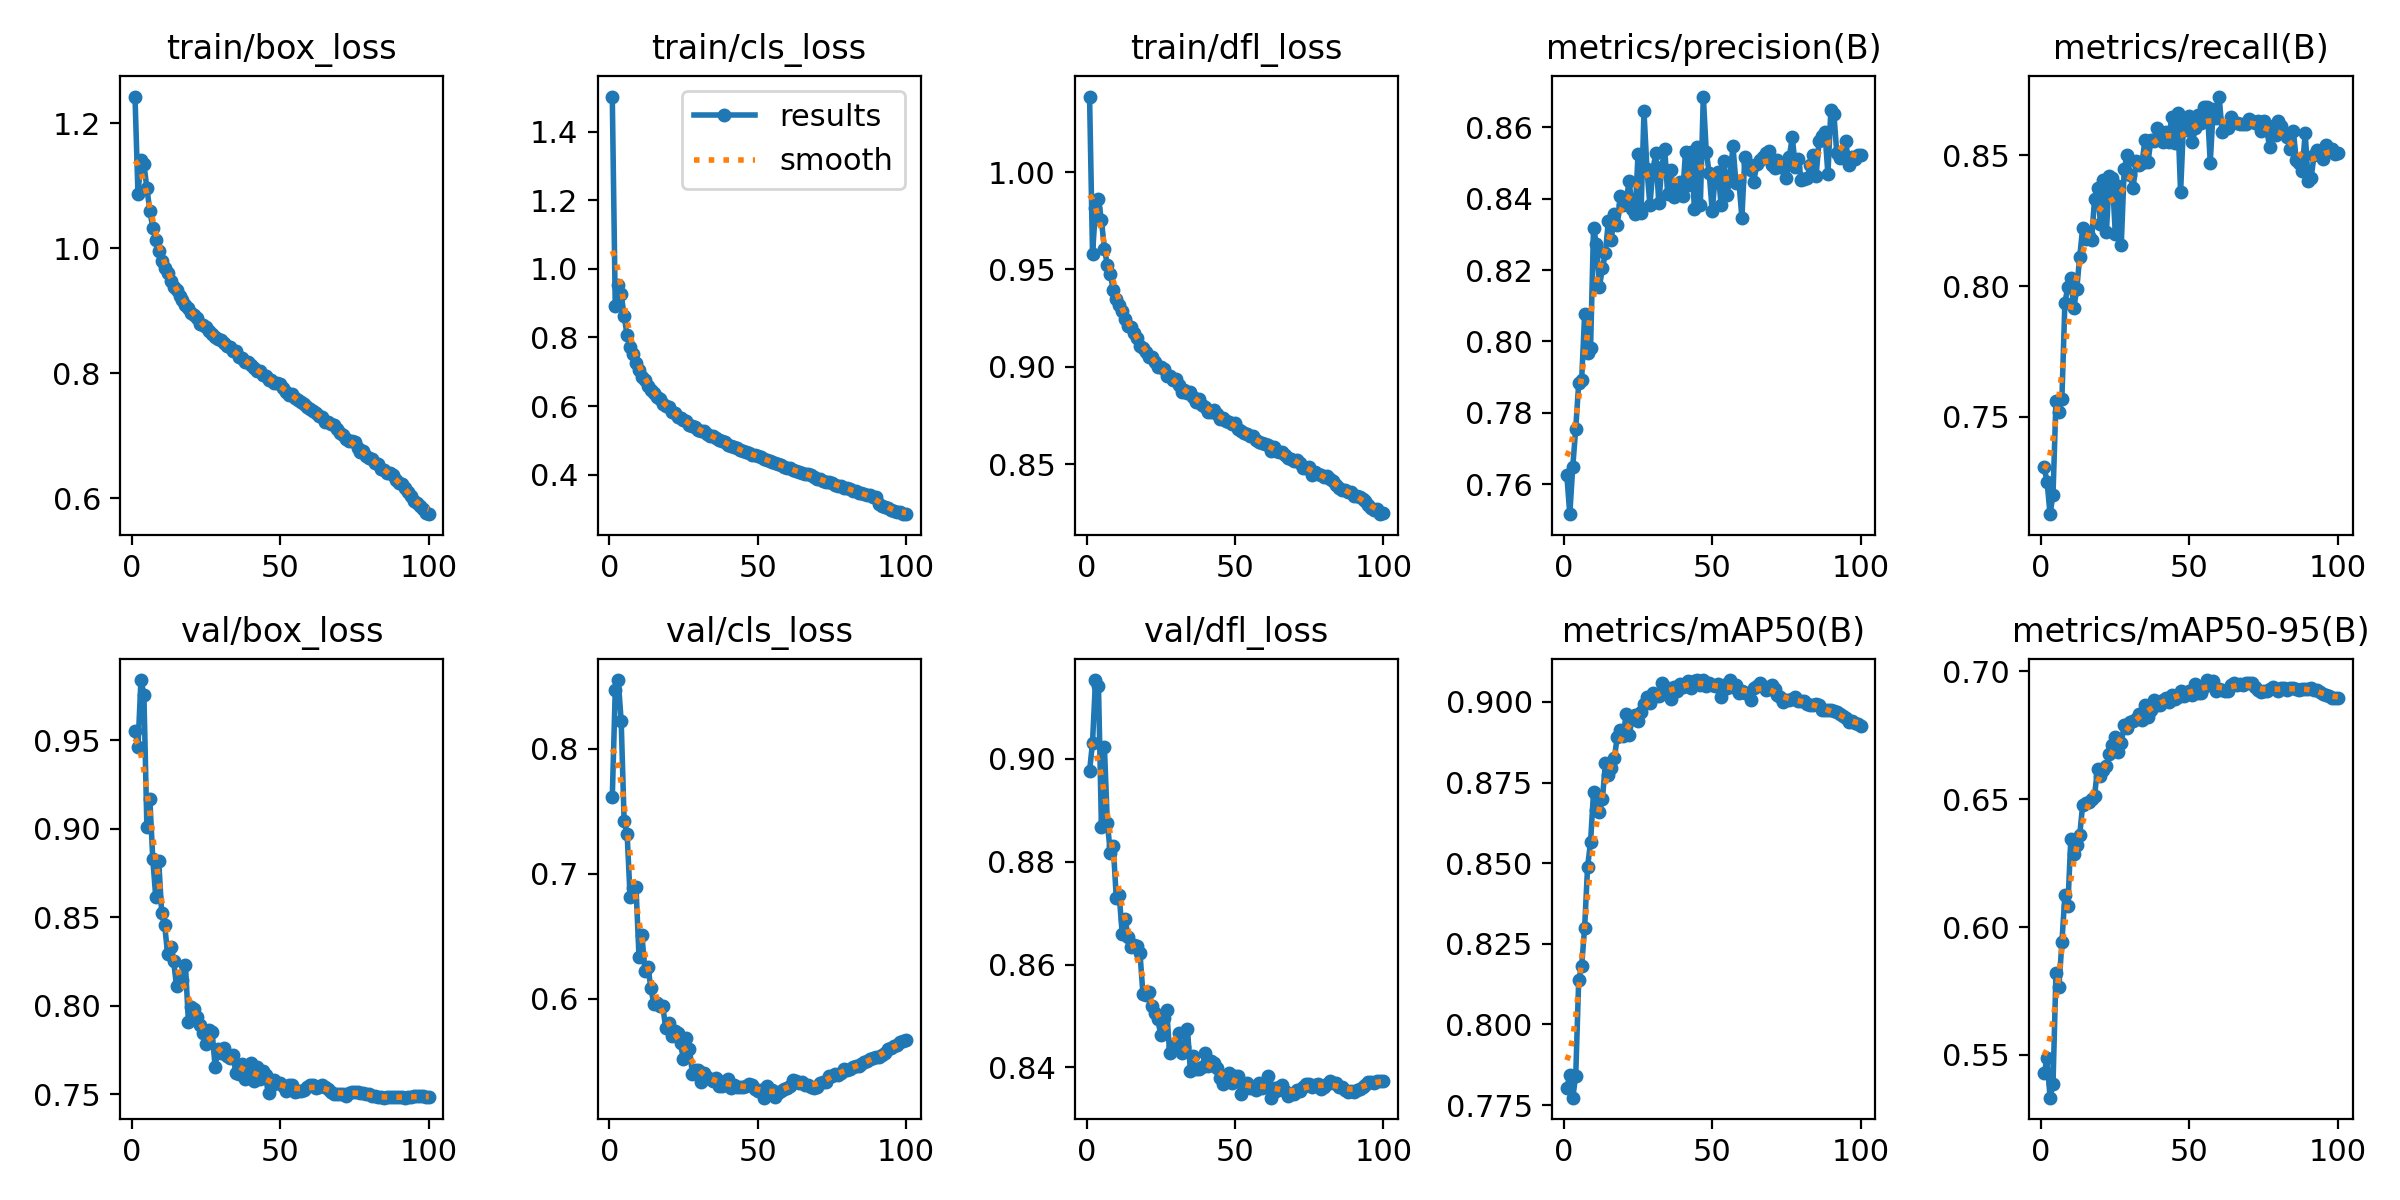 train/box_loss
1.2
1.0
0.8
0.6
0 50 100
train/cls_loss
results
smooth
1.4
1.2
1.0
0.8
0.6
0.4
0 50 100
train/dfl_loss
1.00
0.95
0.90
0.85
0 50 100
metrics/precision(B)
0.86
0.84
0.82
0.80
0.78
0.76
0 50 100
metrics/recall(B)
0.85
0.80
0.75
0 50 100
val/box_loss
0.95
0.90
0.85
0.80
0.75
0 50 100
val/cls_loss
0.8
0.7
0.6
0 50 100
val/dfl_loss
0.90
0.88
0.86
0.84
0 50 100
metrics/mAP50(B)
0.900
0.875
0.850
0.825
0.800
0.775
0 50 100
metrics/mAP50-95(B)
0.70
0.65
0.60
0.55
0 50 100